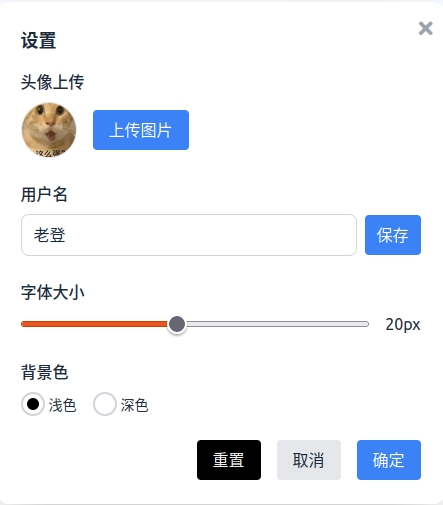 设置
头像上传
上传图片
用户名
老登
保存
字体大小
20px
背景色
浅色
深色
重置
取消
确定